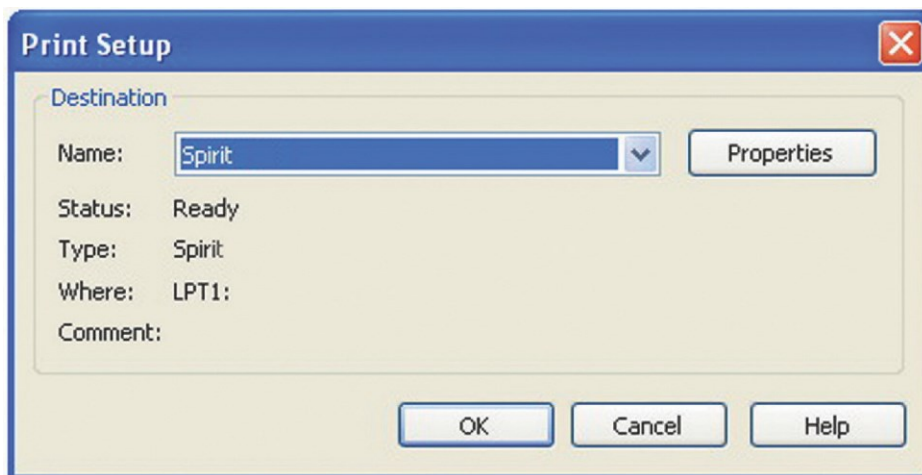 Print Setup
Destination
Name: Spirit Properties
Status: Ready
Type: Spirit
Where: LPT1:
Comment:
OK Cancel Help